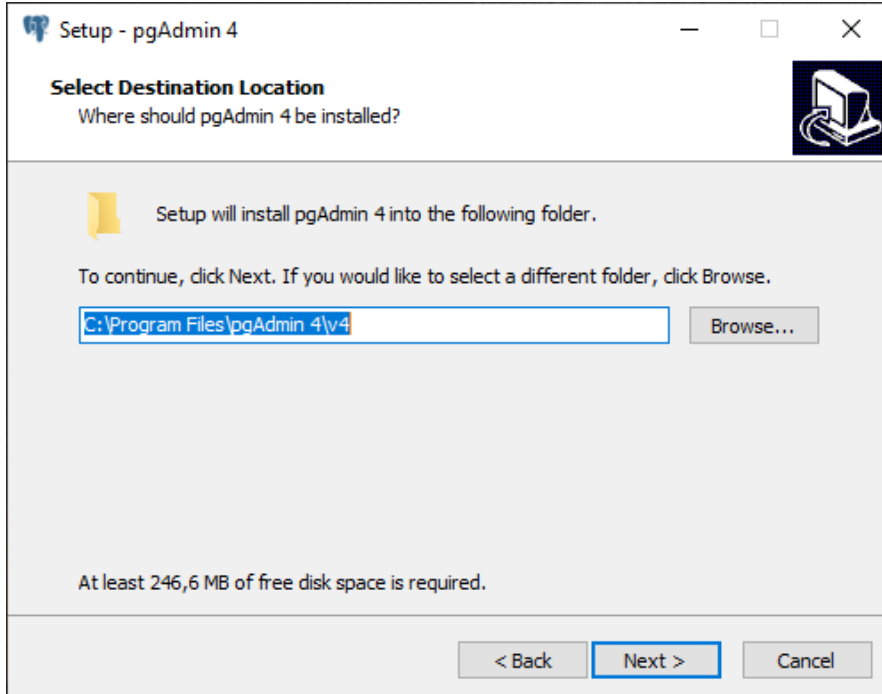 Setup - pgAdmin 4
Select Destination Location
Where should pgAdmin 4 be installed?
Setup will install pgAdmin 4 into the following folder.
To continue, click Next. If you would like to select a different folder, click Browse.
C:\Program Files\pgAdmin 4\v4
Browse...
At least 246,6 MB of free disk space is required.
< Back
Next >
Cancel